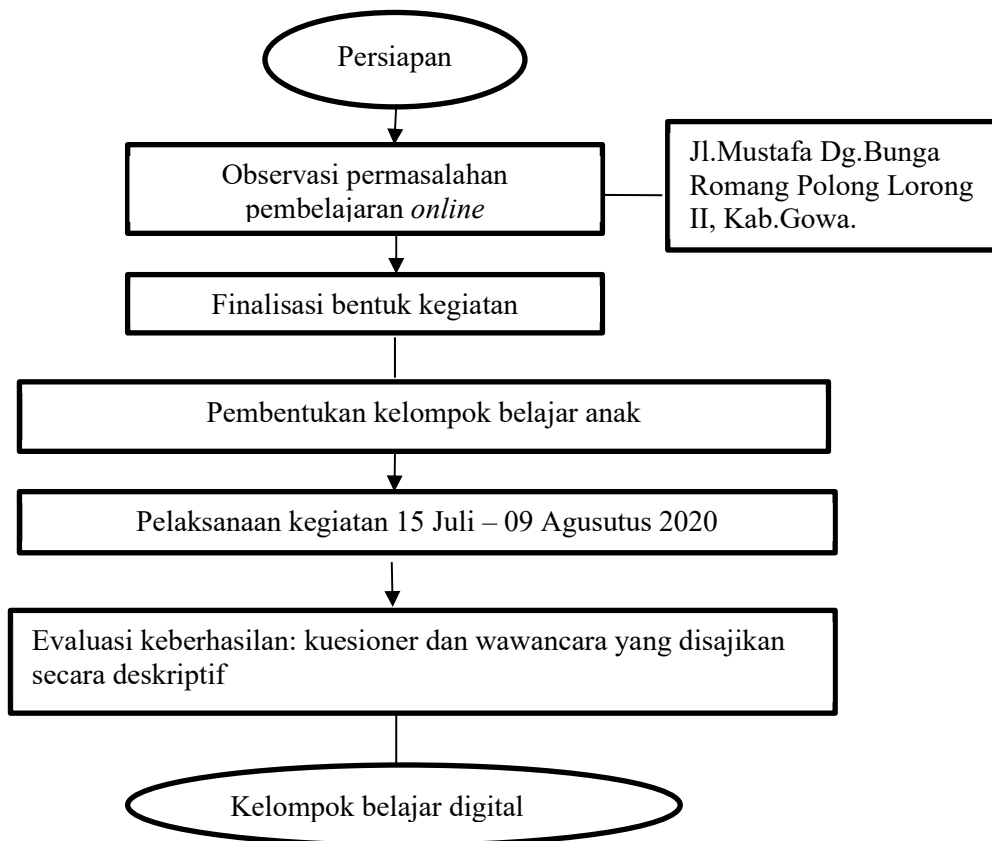 Persiapan
Observasi permasalahan
pembelajaran online
Jl.Mustafa Dg.Bunga
Romang Polong Lorong
II, Kab.Gowa.
Finalisasi bentuk kegiatan
Pembentukan kelompok belajar anak
Pelaksanaan kegiatan 15 Juli – 09 Agusutus 2020
Evaluasi keberhasilan: kuesioner dan wawancara yang disajikan
secara deskriptif
Kelompok belajar digital